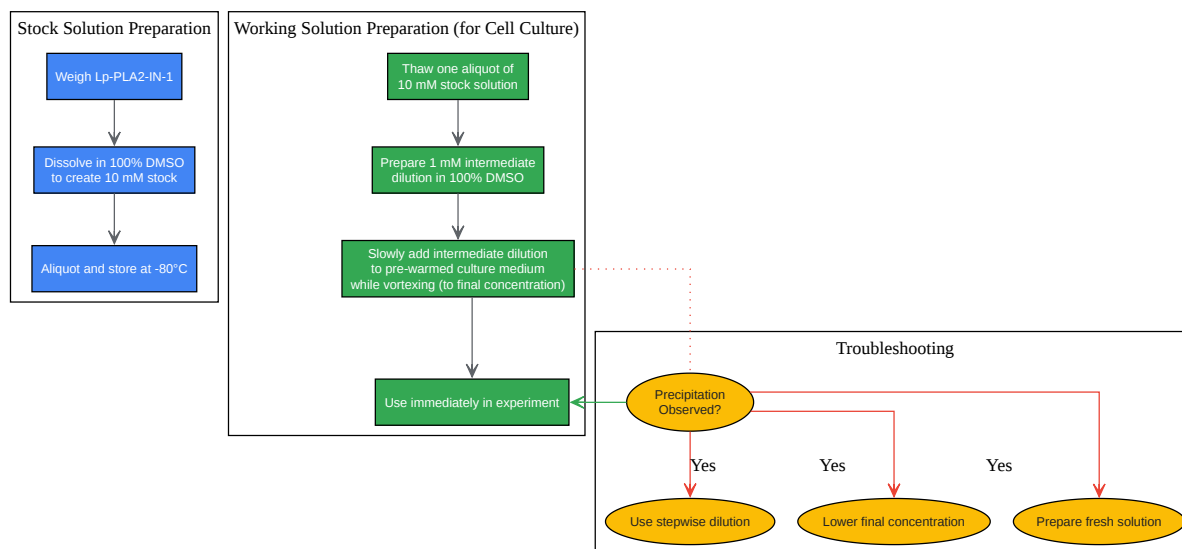 Stock Solution Preparation
Weigh Lp-PLA2-IN-1
Dissolve in 100% DMSO
to create 10 mM stock
Aliquot and store at -80°C
Working Solution Preparation (for Cell Culture)
Thaw one aliquot of
10 mM stock solution
Prepare 1 mM intermediate
dilution in 100% DMSO
Slowly add intermediate dilution
to pre-warmed culture medium
while vortexing (to final concentration)
Use immediately in experiment
Troubleshooting
Precipitation
Observed?
Yes
Yes
Yes
Use stepwise dilution
Lower final concentration
Prepare fresh solution